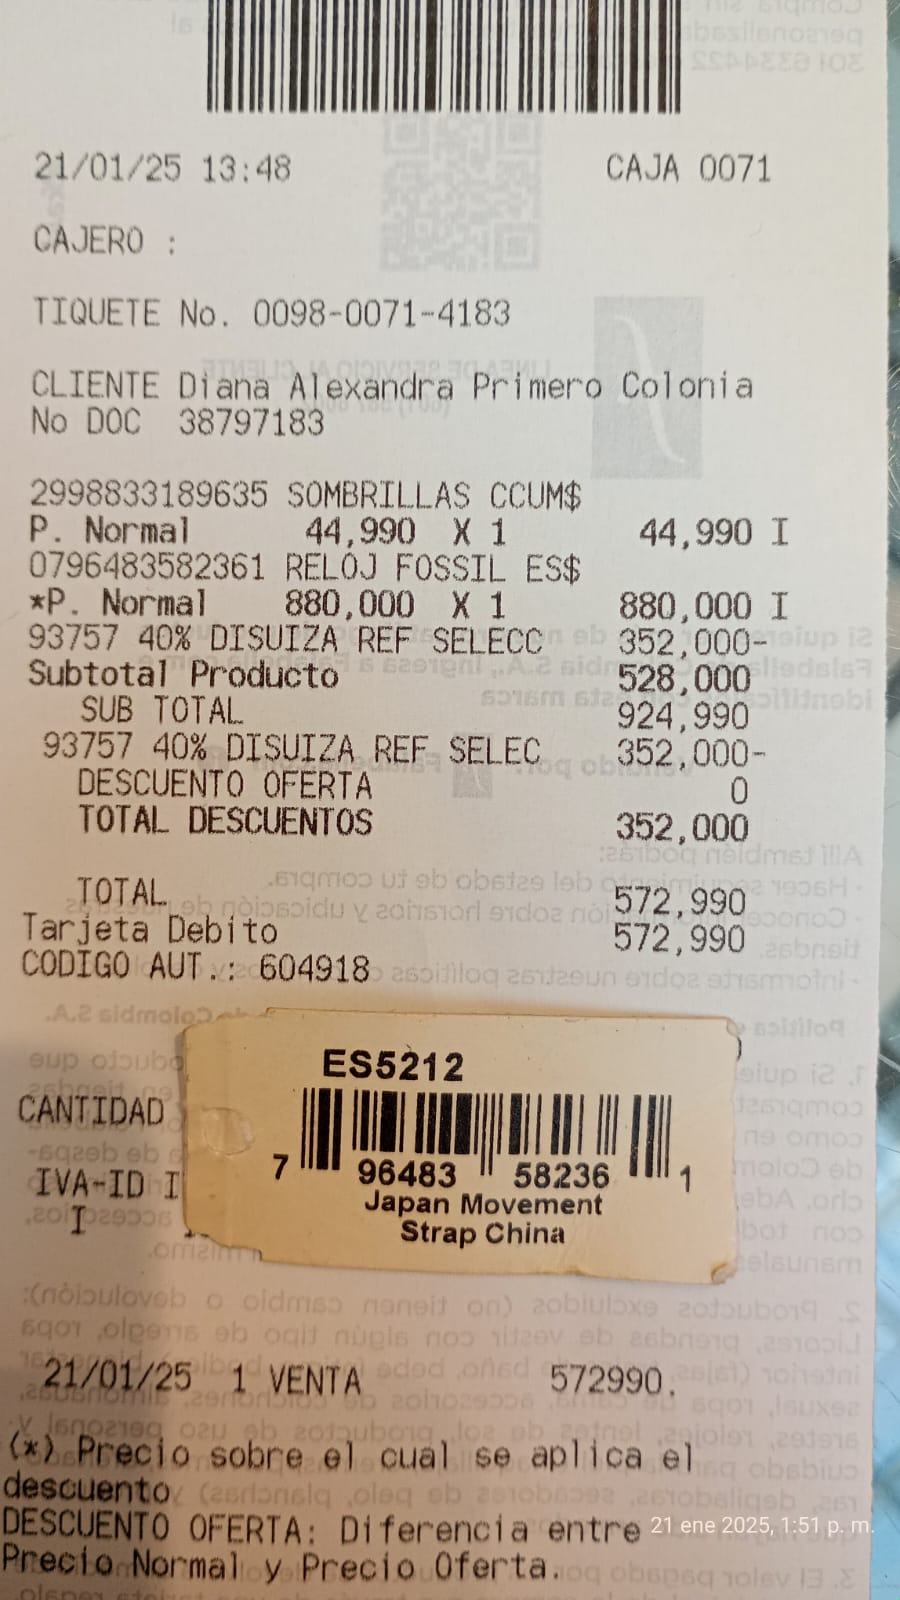 21/01/25 13:48 CAJA 0071
CAJERO :
TIQUETE No. 0098-0071-4183
CLIENTE Diana Alexandra Primero Colonia
No DOC 38797183
2998833189635 SOMBRILLAS CCUM$
P. Normal 44,990 X 1 44,990 I
0796483582361 RELOJ FOSSIL ES$
*P. Normal 880,000 X 1 880,000 I
93757 40% DISUIZA REF SELECC 352,000-
Subtotal Producto 528,000
SUB TOTAL 924,990
93757 40% DISUIZA REF SELEC 352,000-
DESCUENTO OFERTA 0
TOTAL DESCUENTOS 352,000
TOTAL 572,990
Tarjeta Debito 572,990
CODIGO AUT.: 604918
ES5212
CANTIDAD
7 96483 58236 1
IVA-ID I
Japan Movement
I
Strap China
21/01/25 1 VENTA 572990.
(*) Precio sobre el cual se aplica el
descuento
DESCUENTO OFERTA: Diferencia entre
21 ene 2025, 1:51 p. m.
Precio Normal y Precio Oferta.